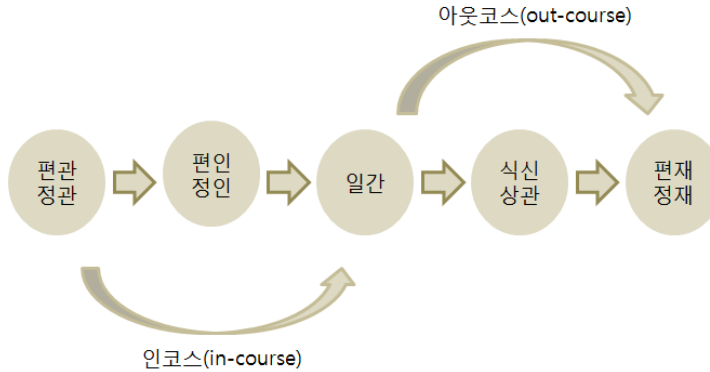 아웃코스(out-course)
편관
정관
편인
정인
일간
식신
상관
편재
정재
인코스(in-course)